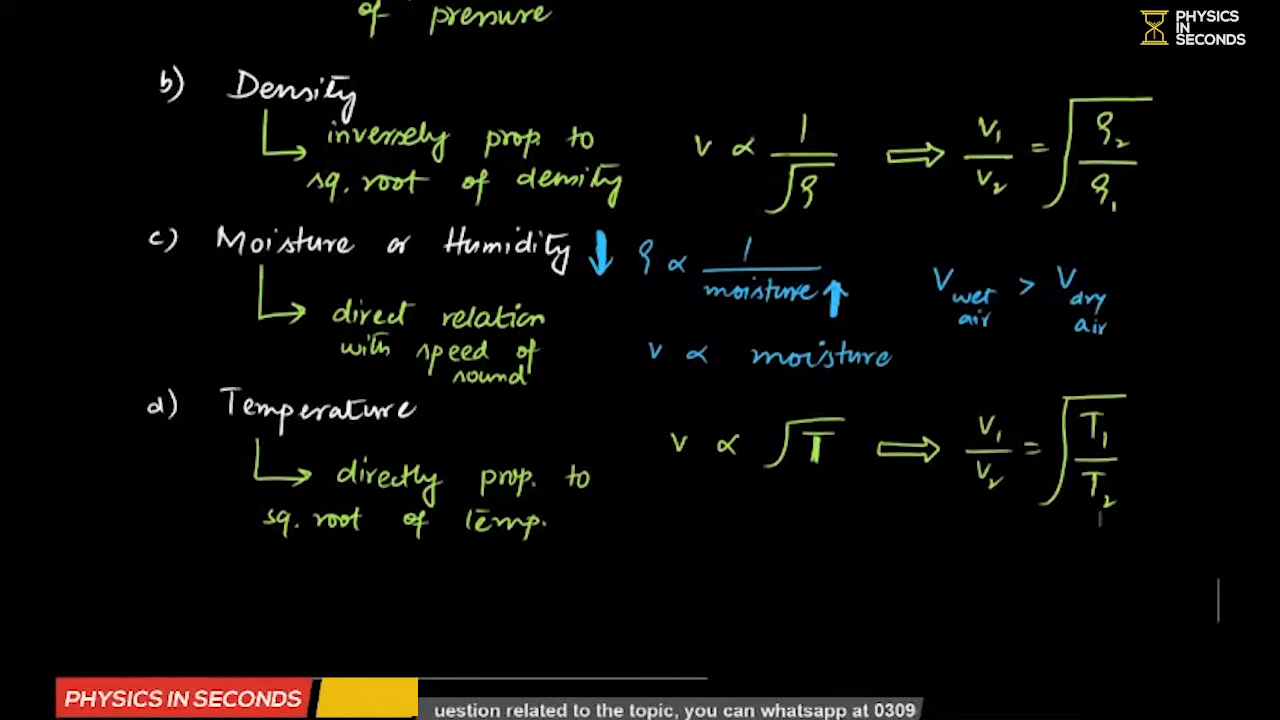 of pressure
PHYSICS
IN
SECONDS
b) Density
inversely prop. to
sq. root of density
v ∝ 1/√ρ ⟹ v₁/v₂ = √(ρ₂/ρ₁)
c) Moisture or Humidity ↓ ρ ∝ 1/moisture ↑
direct relation
with speed of
sound
v ∝ moisture
V wet air > V dry air
d) Temperature
directly prop. to
sq. root of temp.
v ∝ √T ⟹ v₁/v₂ = √(T₁/T₂)
PHYSICS IN SECONDS
uestion related to the topic, you can whatsapp at 0309